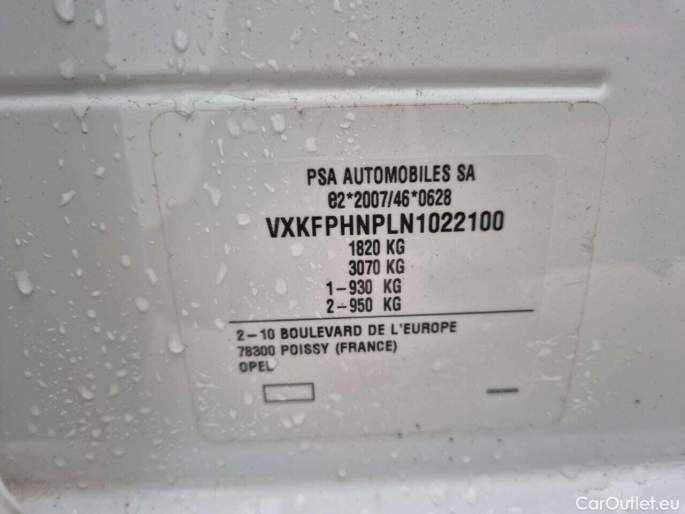 PSA AUTOMOBILES SA
e2*2007/46*0628
VXKFPHNPLN1022100
1820 KG
3070 KG
1-930 KG
2-950 KG
2-10 BOULEVARD DE L'EUROPE
78300 POISSY (FRANCE)
OPEL
CarOutlet.eu